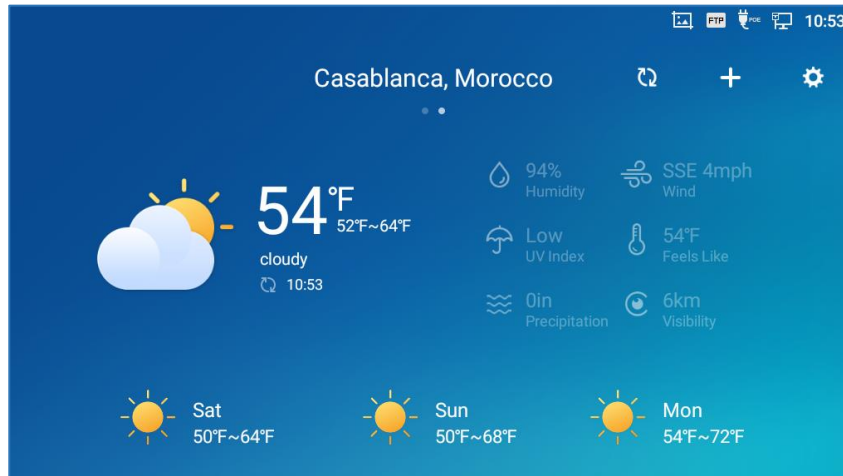 FTP POE 10:53
Casablanca, Morocco
54°F
52°F~64°F
cloudy
10:53
94%
Humidity
SSE 4mph
Wind
Low
UV Index
54°F
Feels Like
0in
Precipitation
6km
Visibility
Sat
50°F~64°F
Sun
50°F~68°F
Mon
54°F~72°F